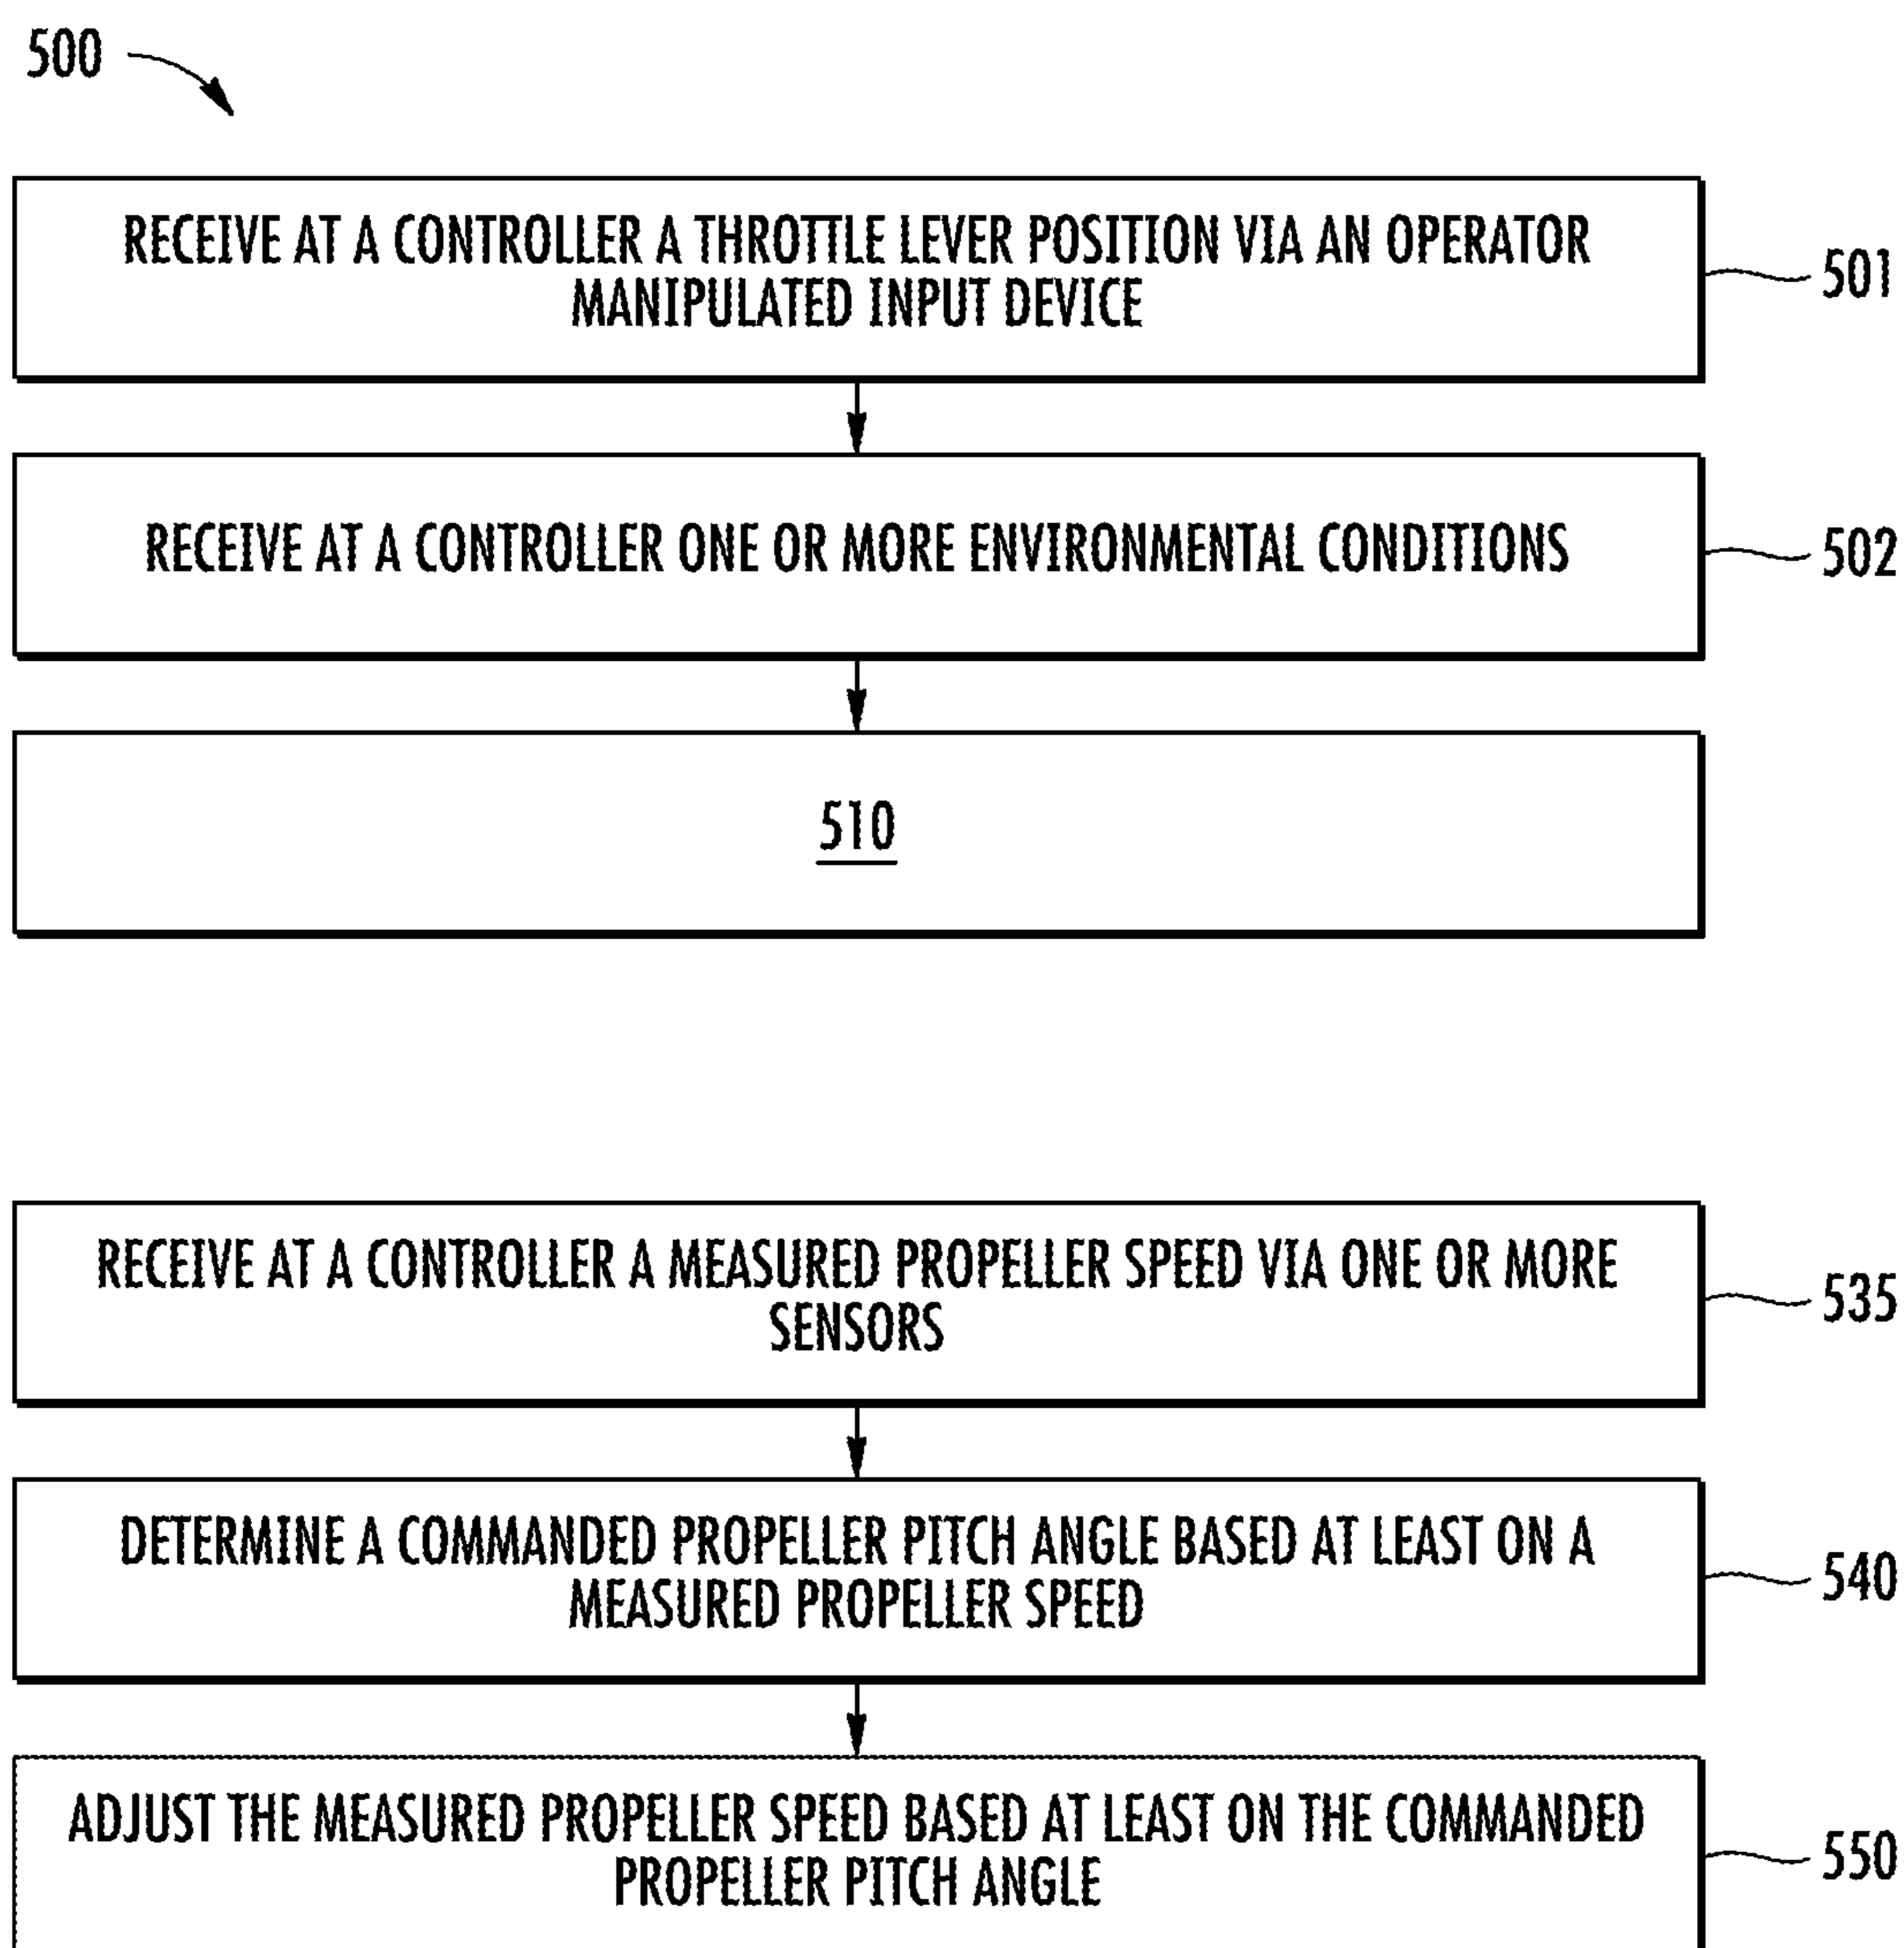 500
RECEIVE AT A CONTROLLER A THROTTLE LEVER POSITION VIA AN OPERATOR
MANIPULATED INPUT DEVICE
501
RECEIVE AT A CONTROLLER ONE OR MORE ENVIRONMENTAL CONDITIONS
502
510
RECEIVE AT A CONTROLLER A MEASURED PROPELLER SPEED VIA ONE OR MORE
SENSORS
535
DETERMINE A COMMANDED PROPELLER PITCH ANGLE BASED AT LEAST ON A
MEASURED PROPELLER SPEED
540
ADJUST THE MEASURED PROPELLER SPEED BASED AT LEAST ON THE COMMANDED
PROPELLER PITCH ANGLE
550